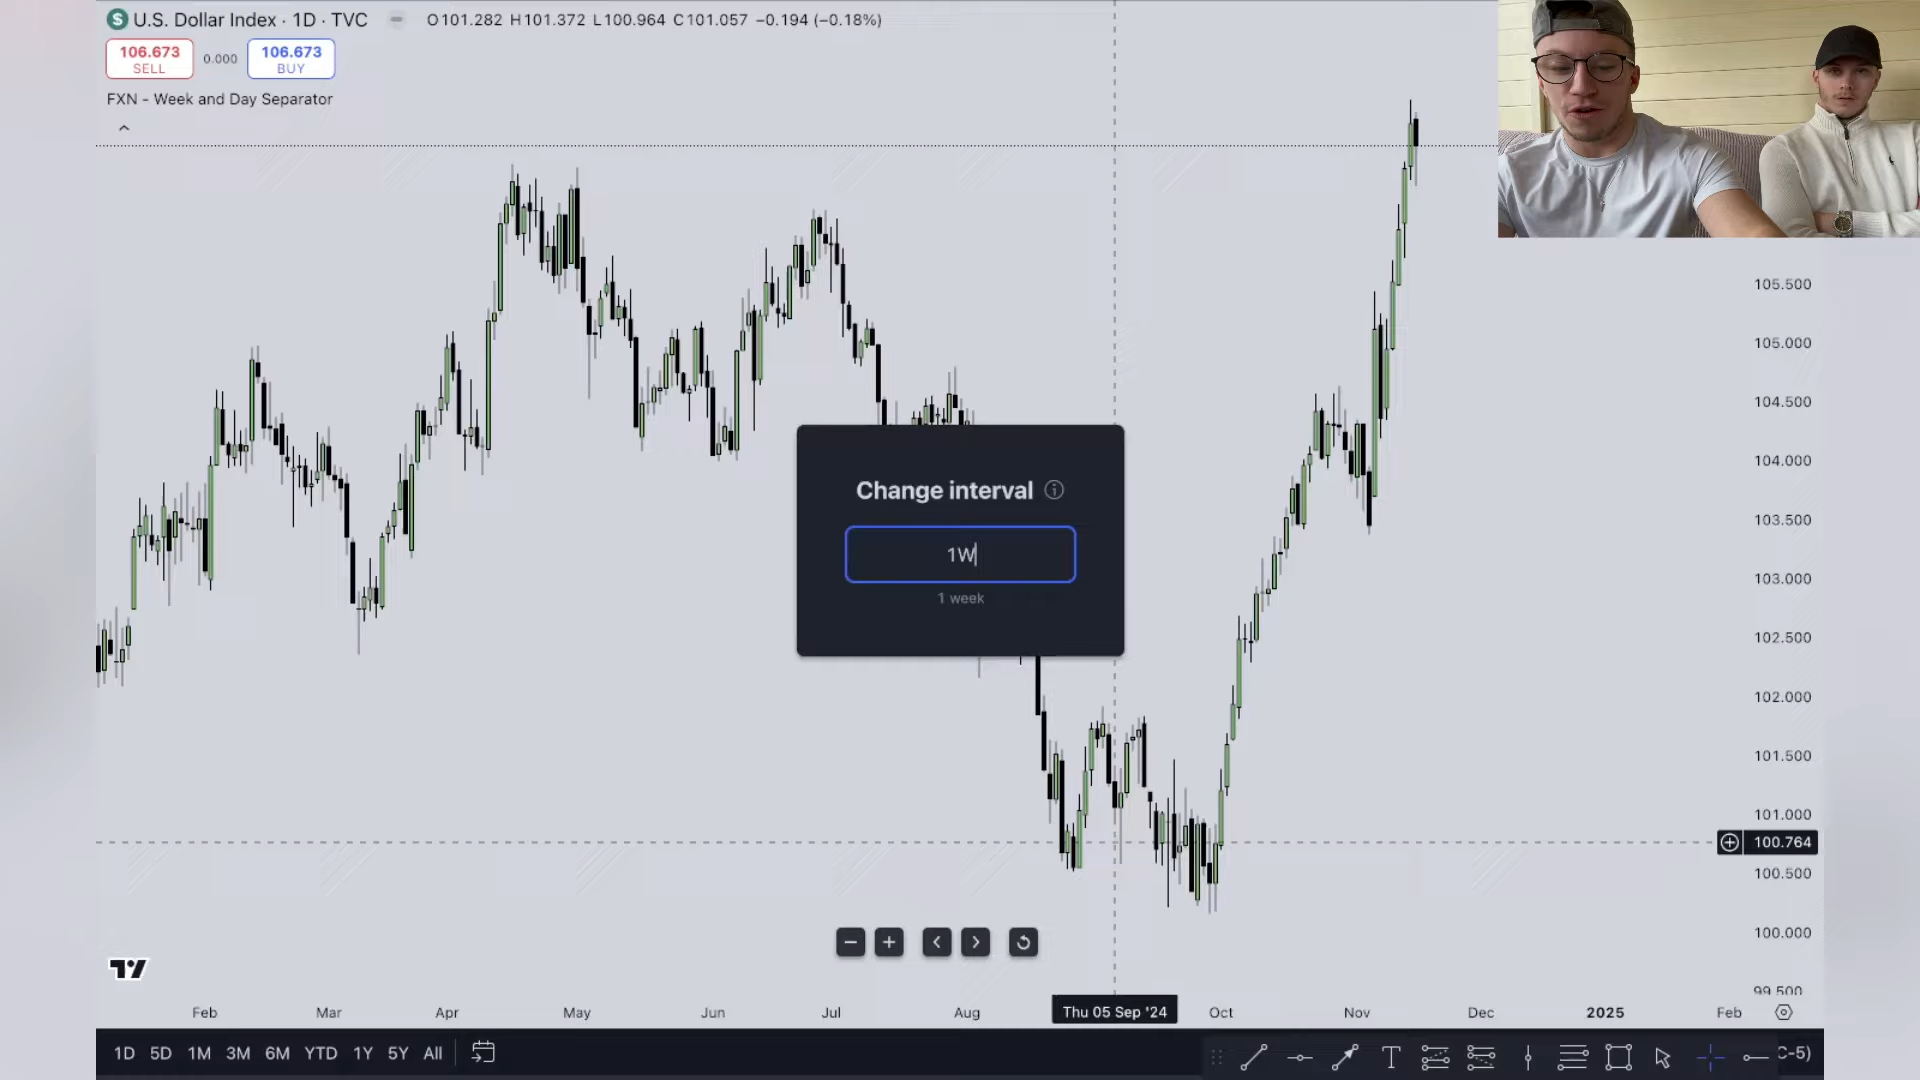 U.S. Dollar Index · 1D · TVC
O101.282 H101.372 L100.964 C101.057 −0.194 (−0.18%)
106.673 SELL
0.000
106.673 BUY
FXN - Week and Day Separator
105.500
105.000
104.500
104.000
Change interval
103.500
1W
103.000
1 week
102.500
102.000
101.500
101.000
100.764
100.500
100.000
99.500
Feb Mar Apr May Jun Jul Aug Thu 05 Sep '24 Oct Nov Dec 2025 Feb
1D 5D 1M 3M 6M YTD 1Y 5Y All
C-5)